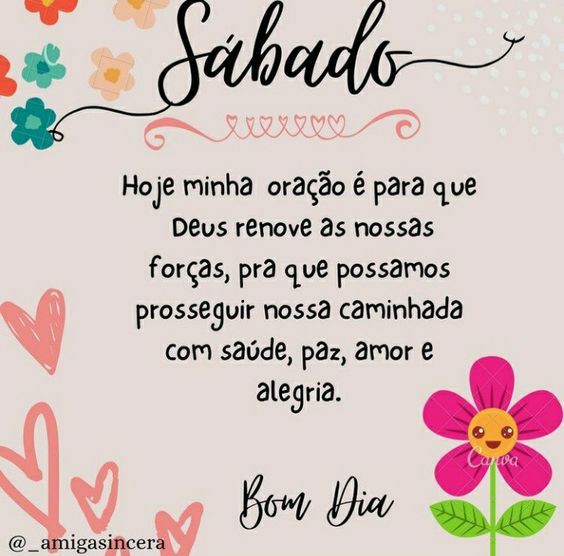 Sábado
Hoje minha oração é para que
Deus renove as nossas
forças, pra que possamos
prosseguir nossa caminhada
com saúde, paz, amor e
alegria.
Canva
Bom Dia
@_amigasincera